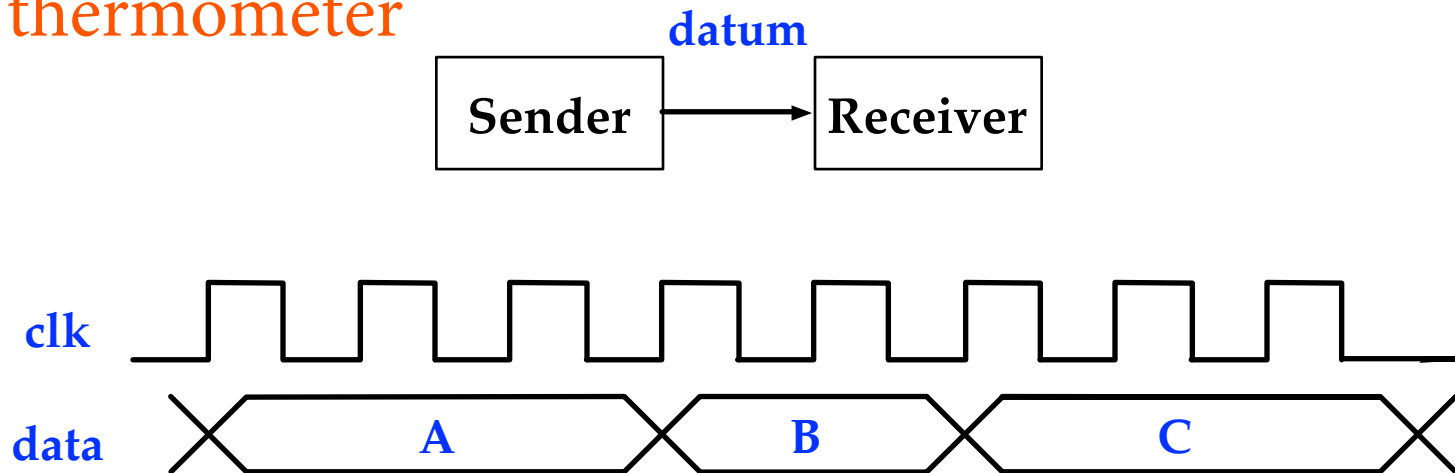 thermometer
datum
Sender
Receiver
clk
data
A
B
C